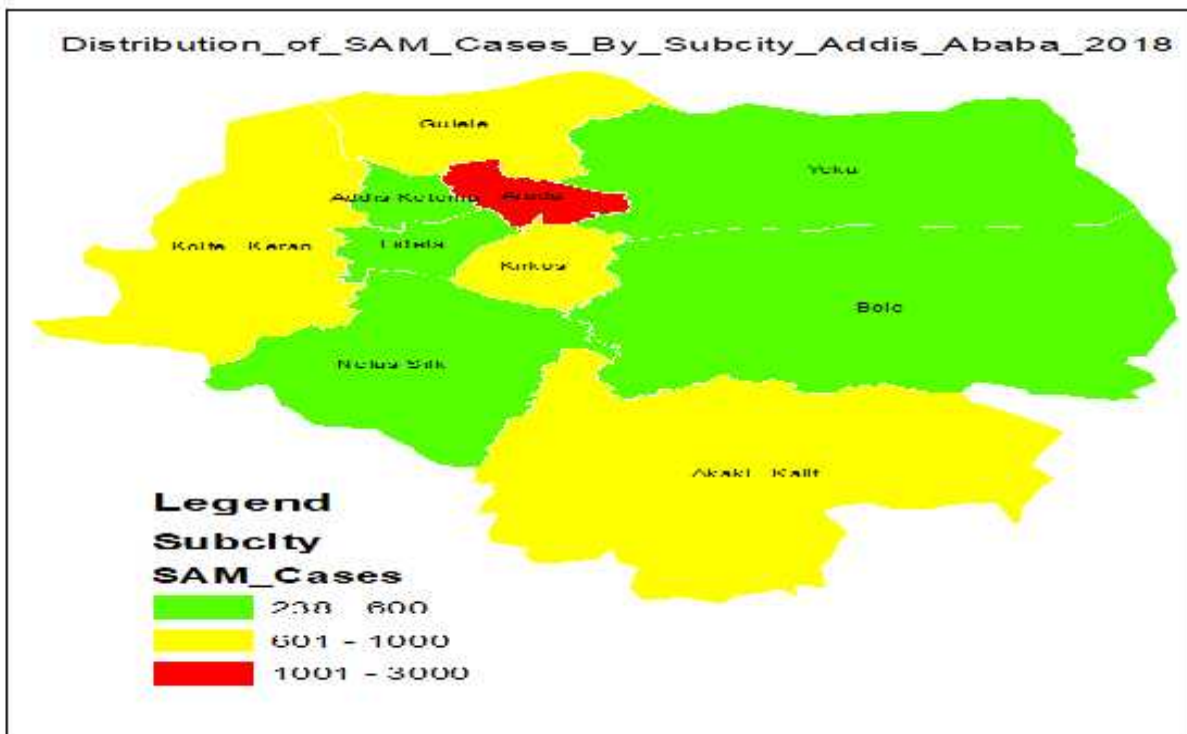 Distribution_of_SAM_Cases_By_Subcity_Addis_Ababa_2018
Gulele
Yeka
Addis Ketema
Arada
Lideta
Kolfe - Keran
Kirkos
Bole
Nefas Silk
Akaki - Kalit
Legend
Subcity
SAM_Cases
238 - 600
601 - 1000
1001 - 3000